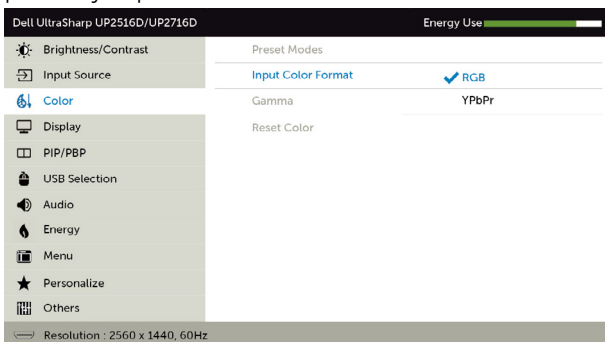 Dell UltraSharp UP2516D/UP2716D Energy Use
Brightness/Contrast Preset Modes
Input Source Input Color Format RGB
Color Gamma YPbPr
Display Reset Color
PIP/PBP
USB Selection
Audio
Energy
Menu
Personalize
Others
Resolution : 2560 x 1440, 60Hz